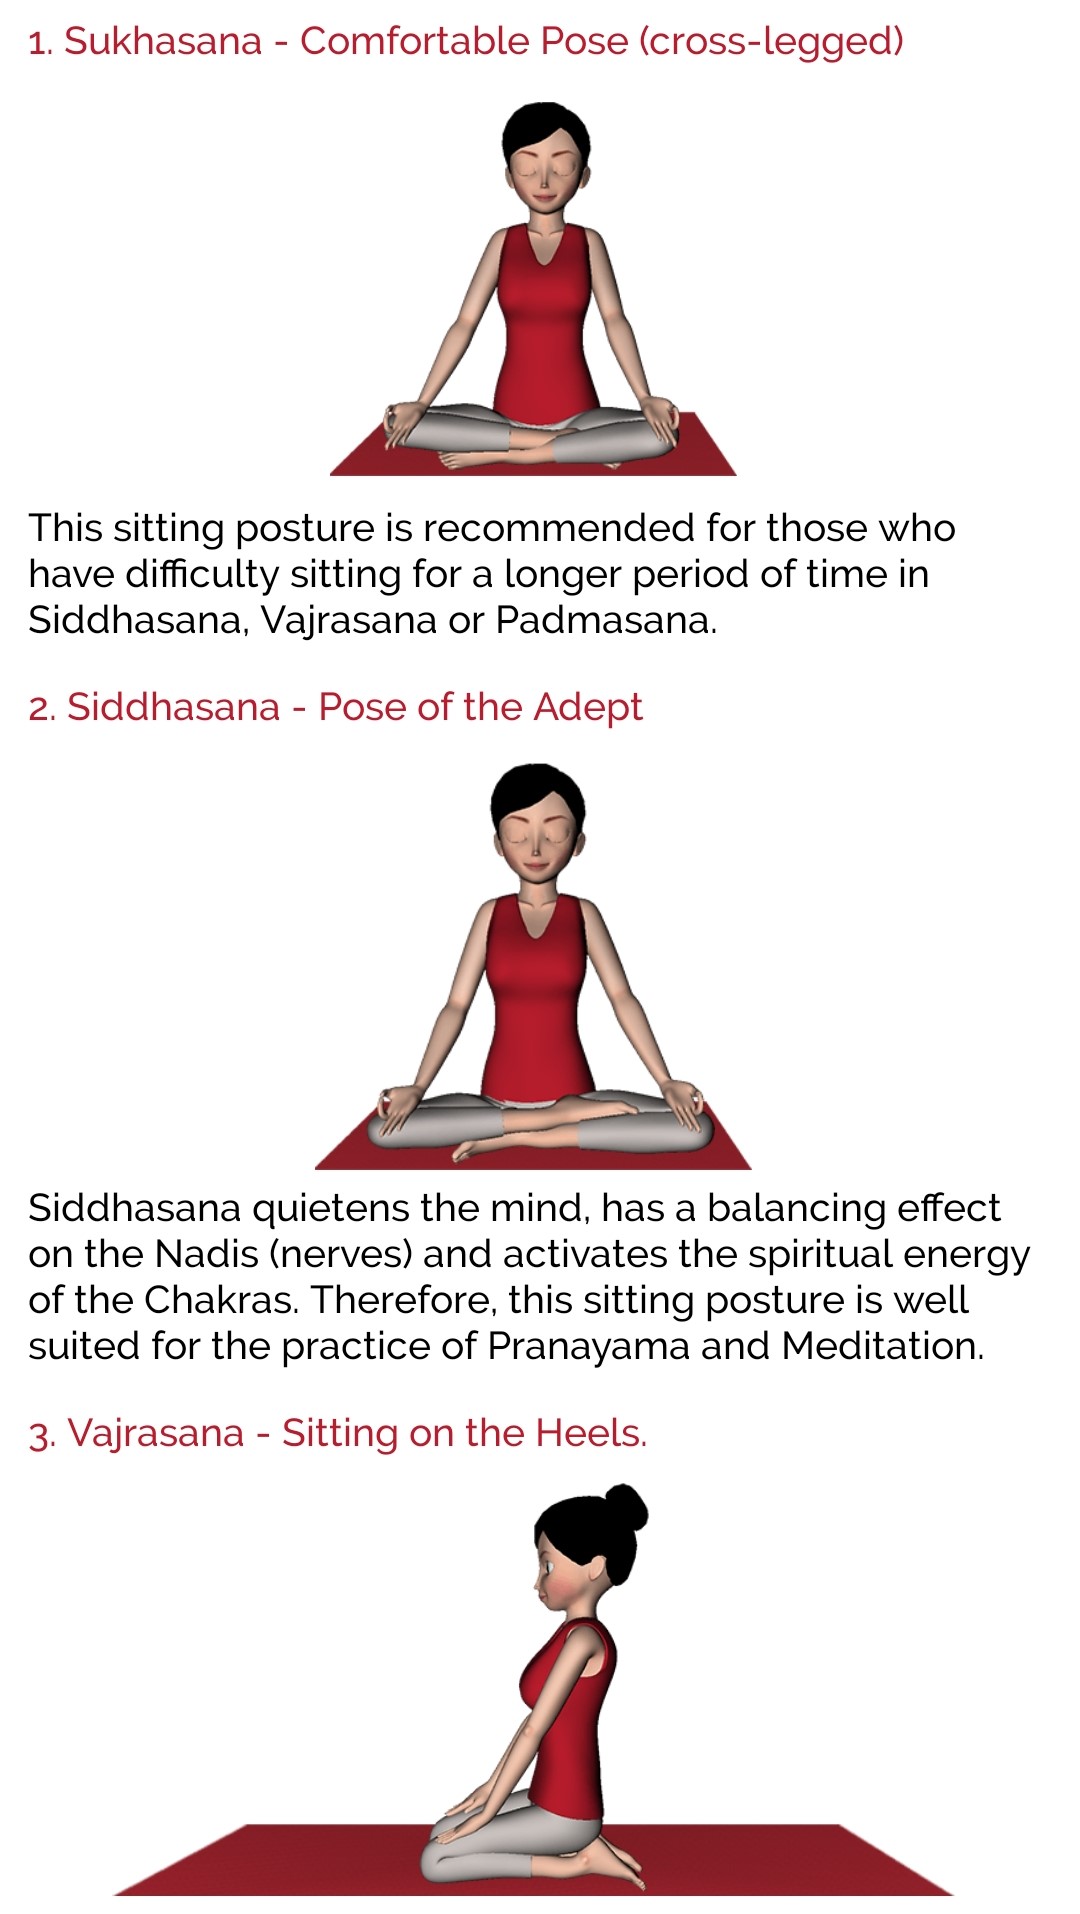 1. Sukhasana - Comfortable Pose (cross-legged)
This sitting posture is recommended for those who
have difficulty sitting for a longer period of time in
Siddhasana, Vajrasana or Padmasana.
2. Siddhasana - Pose of the Adept
Siddhasana quietens the mind, has a balancing effect
on the Nadis (nerves) and activates the spiritual energy
of the Chakras. Therefore, this sitting posture is well
suited for the practice of Pranayama and Meditation.
3. Vajrasana - Sitting on the Heels.